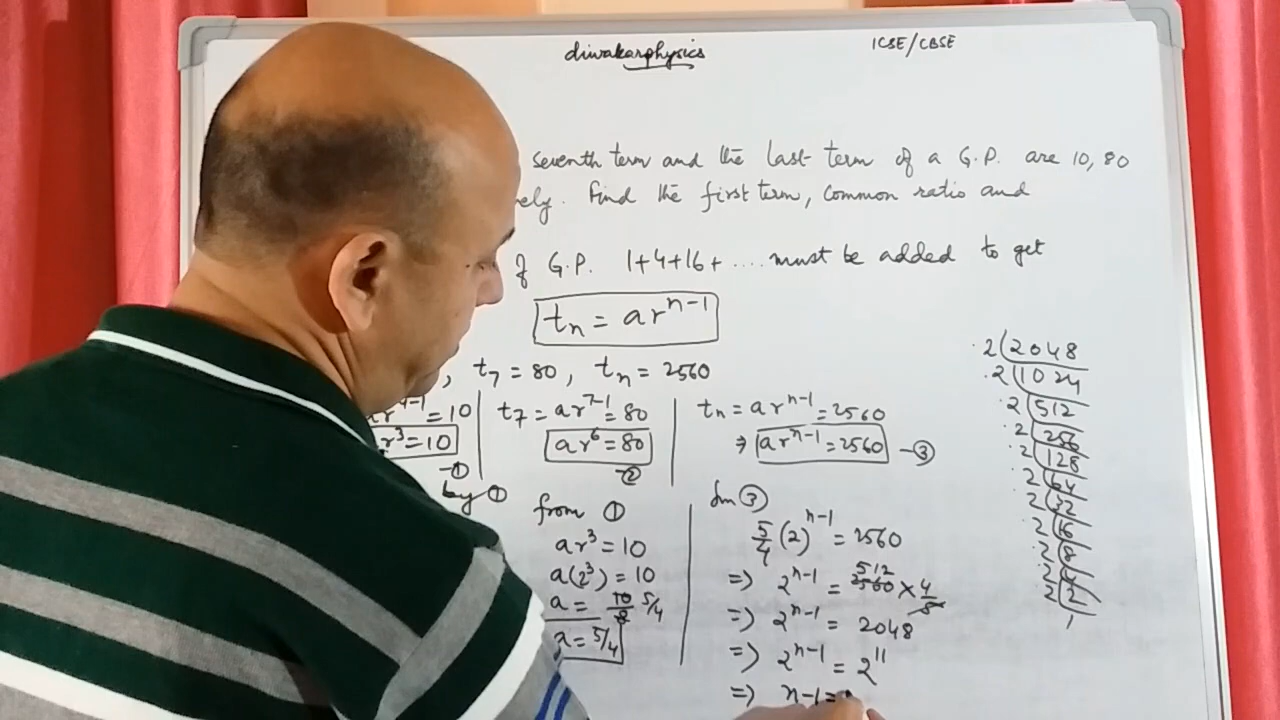 diwakarphysics
ICSE/CBSE
seventh term and the last term of a G.P. are 10, 80
ely. Find the first term, common ratio and
of G.P. 1+4+16+....must be added to get
tn = ar^n-1
, t7 = 80, tn = 2560
=10
t7 = ar^7-1 = 80
tn = ar^n-1 = 2560
r^3 = 10
ar^6 = 80
⇒ ar^n-1 = 2560 -③
-①
-②
by ①
from ①
ar^3 = 10
a(2^3) = 10
a = 10/8 5/4
= 5/4
③
5/4 (2)^n-1 = 2560
=) 2^n-1 = 512 2560 × 4/5
=) 2^n-1 = 2048
=) 2^n-1 = 2^11
=) n-1 =
2 2048
2 1024
2 512
2 256
2 128
2 64
2 32
2 16
2 8
2
2 2
1